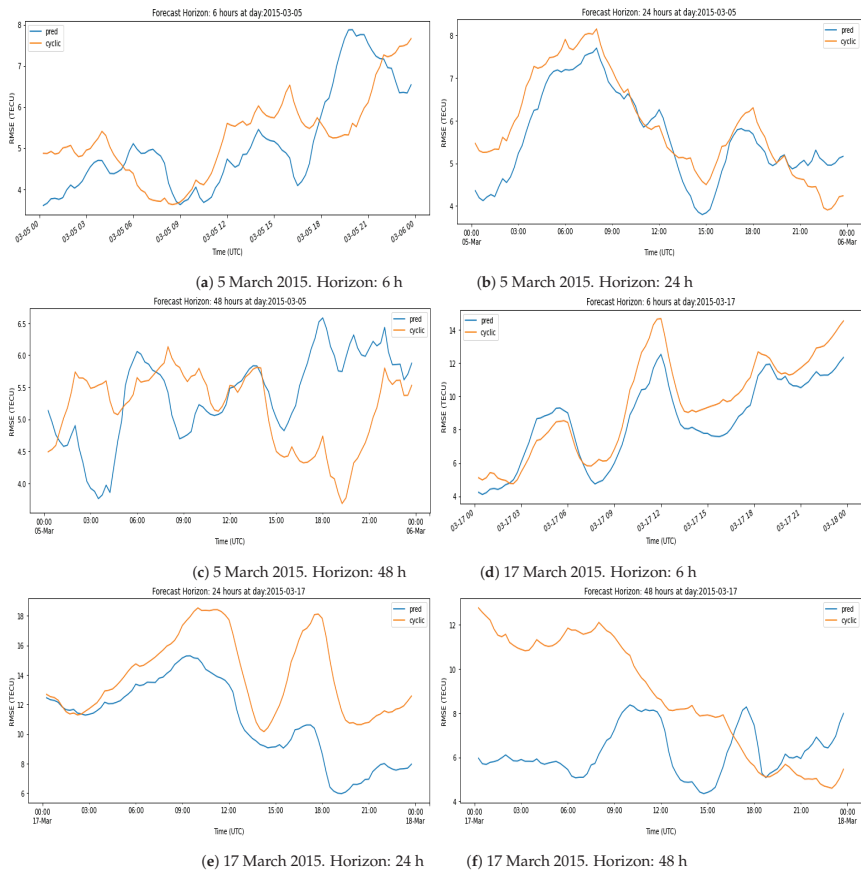 Forecast Horizon: 6 hours at day:2015-03-05
pred
cyclic
RMSE (TECU)
8
7
6
5
4
03-05 00
03-05 03
03-05 06
03-05 09
03-05 12
03-05 15
03-05 18
03-05 21
03-06 00
Time (UTC)
(a) 5 March 2015. Horizon: 6 h
Forecast Horizon: 24 hours at day:2015-03-05
pred
cyclic
RMSE (TECU)
8
7
6
5
4
00:00
05-Mar
03:00
06:00
09:00
12:00
15:00
18:00
21:00
00:00
06-Mar
Time (UTC)
(b) 5 March 2015. Horizon: 24 h
Forecast Horizon: 48 hours at day:2015-03-05
pred
cyclic
RMSE (TECU)
6.5
6.0
5.5
5.0
4.5
4.0
00:00
05-Mar
03:00
06:00
09:00
12:00
15:00
18:00
21:00
00:00
06-Mar
Time (UTC)
(c) 5 March 2015. Horizon: 48 h
Forecast Horizon: 6 hours at day:2015-03-17
pred
cyclic
RMSE (TECU)
14
12
10
8
6
4
03-17 00
03-17 03
03-17 06
03-17 09
03-17 12
03-17 15
03-17 18
03-17 21
03-18 00
Time (UTC)
(d) 17 March 2015. Horizon: 6 h
Forecast Horizon: 24 hours at day:2015-03-17
pred
cyclic
RMSE (TECU)
18
16
14
12
10
8
6
00:00
17-Mar
03:00
06:00
09:00
12:00
15:00
18:00
21:00
00:00
18-Mar
Time (UTC)
(e) 17 March 2015. Horizon: 24 h
Forecast Horizon: 48 hours at day:2015-03-17
pred
cyclic
RMSE (TECU)
12
10
8
6
4
00:00
17-Mar
03:00
06:00
09:00
12:00
15:00
18:00
21:00
00:00
18-Mar
Time (UTC)
(f) 17 March 2015. Horizon: 48 h